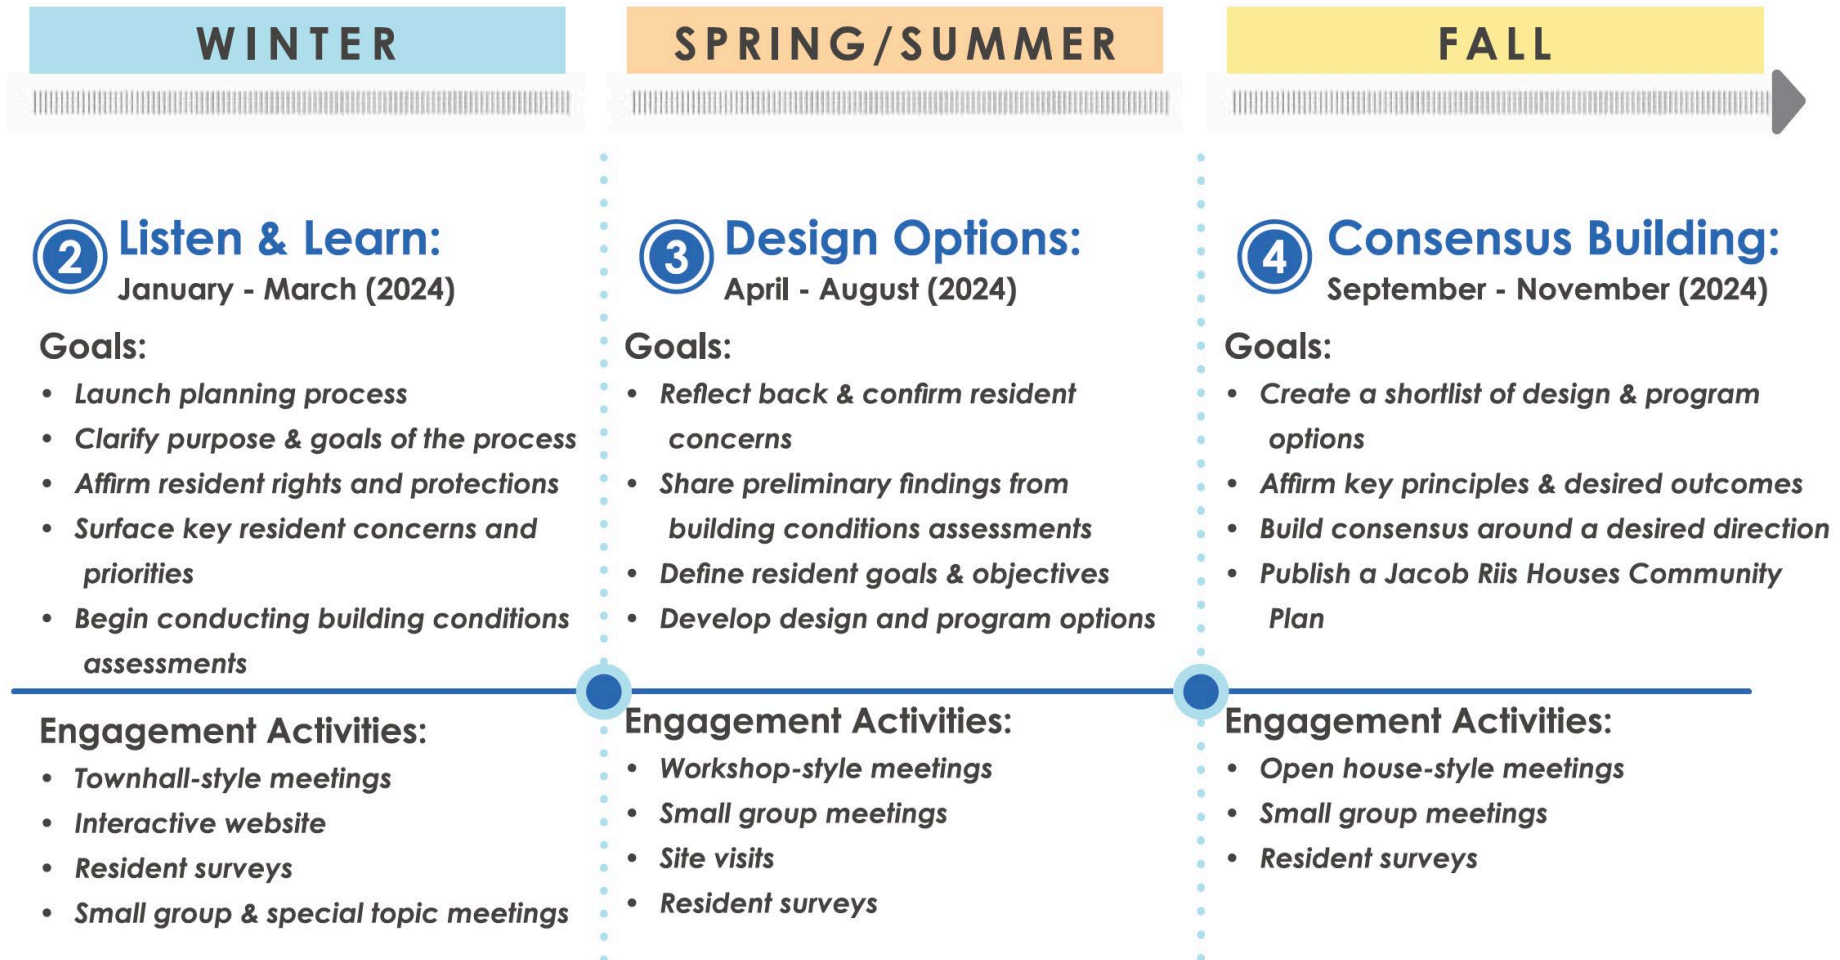 WINTER
SPRING/SUMMER
FALL
2
Listen & Learn:
January - March (2024)
Goals:
• Launch planning process
• Clarify purpose & goals of the process
• Affirm resident rights and protections
• Surface key resident concerns and
priorities
• Begin conducting building conditions
assessments
Engagement Activities:
• Townhall-style meetings
• Interactive website
• Resident surveys
• Small group & special topic meetings
3
Design Options:
April - August (2024)
Goals:
• Reflect back & confirm resident
concerns
• Share preliminary findings from
building conditions assessments
• Define resident goals & objectives
• Develop design and program options
Engagement Activities:
• Workshop-style meetings
• Small group meetings
• Site visits
• Resident surveys
4
Consensus Building:
September - November (2024)
Goals:
• Create a shortlist of design & program
options
• Affirm key principles & desired outcomes
• Build consensus around a desired direction
• Publish a Jacob Riis Houses Community
Plan
Engagement Activities:
• Open house-style meetings
• Small group meetings
• Resident surveys